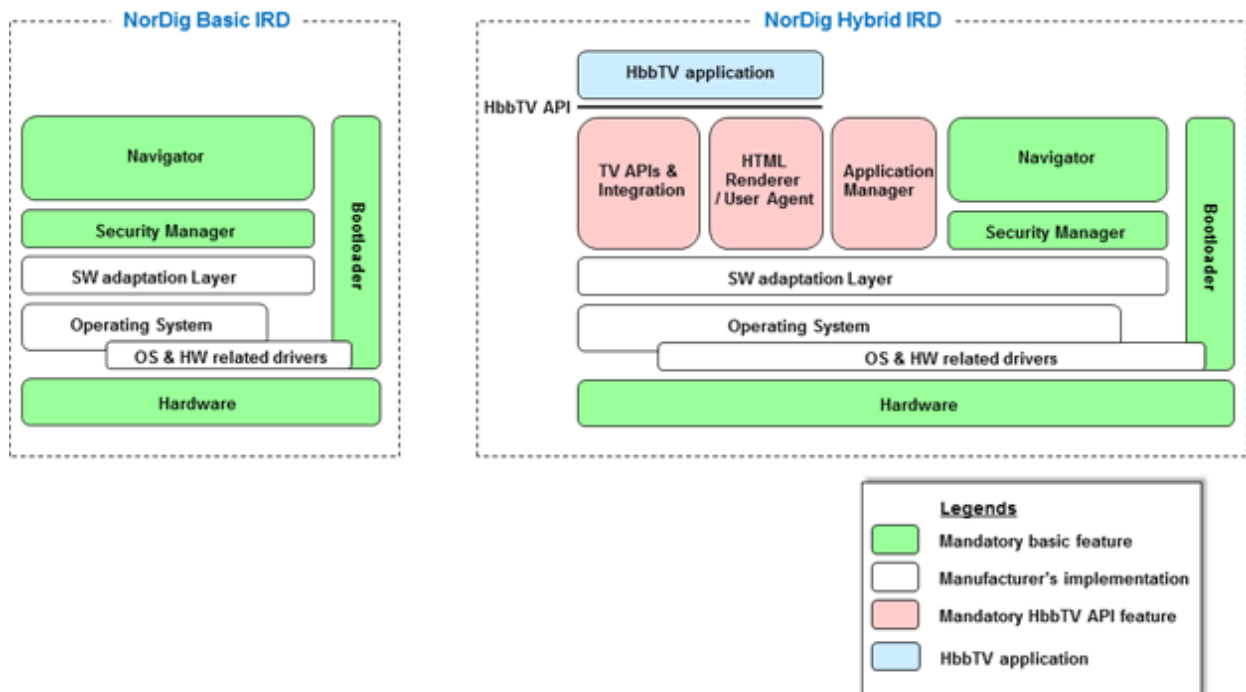 NorDig Basic IRD
Navigator
Security Manager
SW adaptation Layer
Operating System
OS & HW related drivers
Hardware
Bootloader
NorDig Hybrid IRD
HbbTV application
HbbTV API
TV APIs &
Integration
HTML
Renderer
/ User Agent
Application
Manager
Navigator
Security Manager
SW adaptation Layer
Operating System
OS & HW related drivers
Hardware
Bootloader
Legends
Mandatory basic feature
Manufacturer's implementation
Mandatory HbbTV API feature
HbbTV application